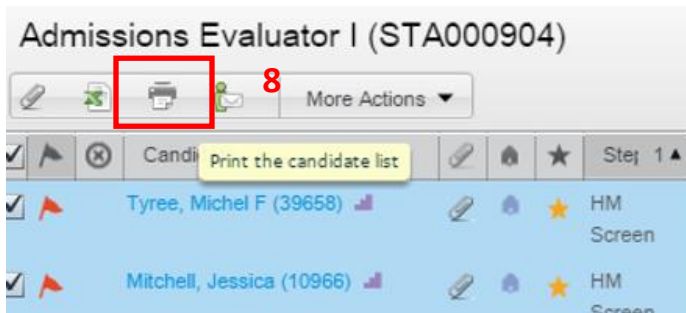 Admissions Evaluator I (STA000904)
8
More Actions
Candi
Print the candidate list
Step 1
Tyree, Michel F (39658)
HM
Screen
Mitchell, Jessica (10966)
HM
Screen